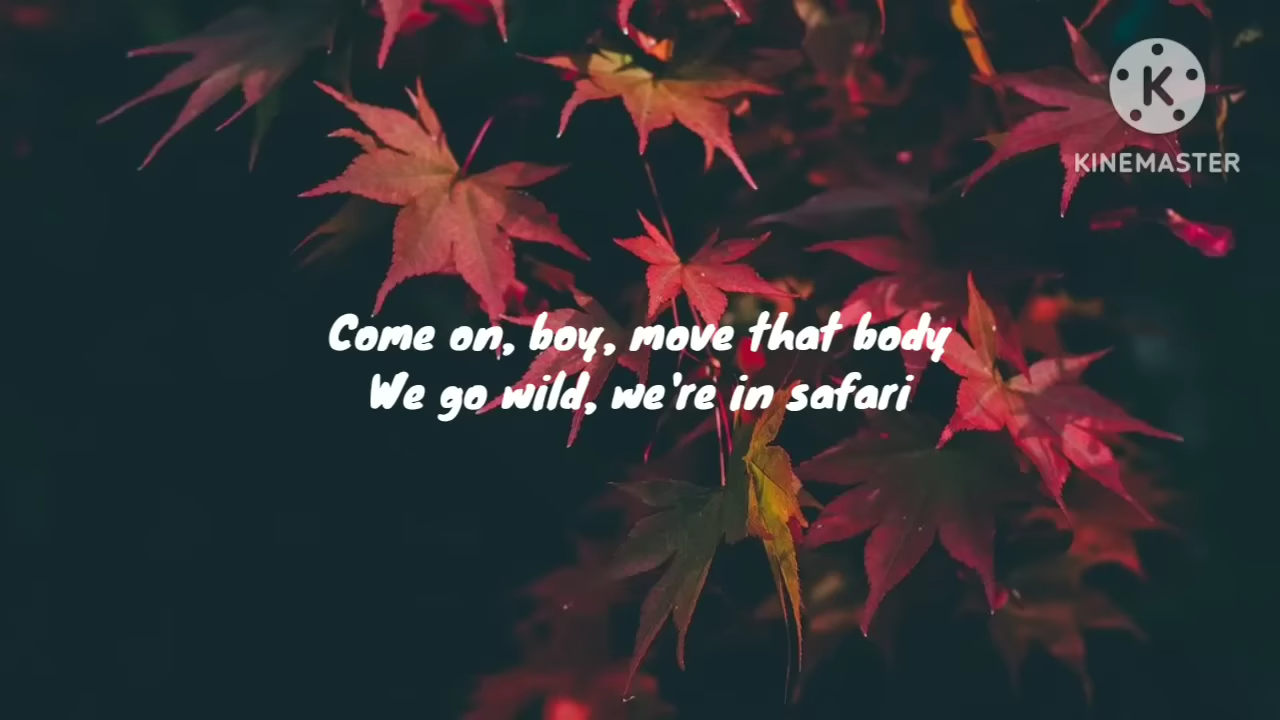 K
KINEMASTER
Come on, boy, move that body
We go wild, we're in safari